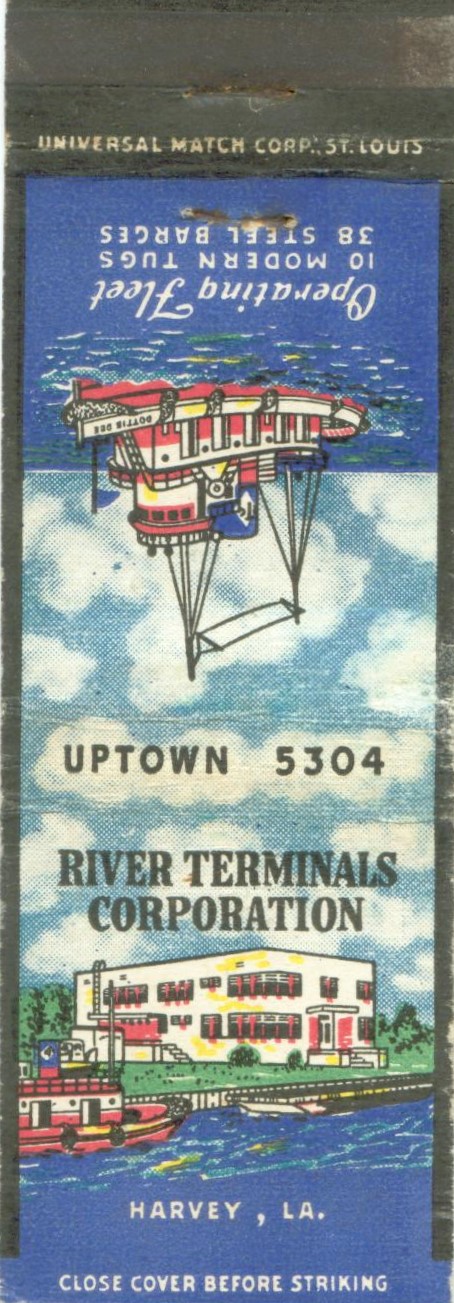 UNIVERSAL MATCH CORP., ST. LOUIS
Operating Fleet
10 MODERN TUGS
38 STEEL BARGES
DOTTIE DEE
UPTOWN 5304
RIVER TERMINALS
CORPORATION
HARVEY, LA.
CLOSE COVER BEFORE STRIKING